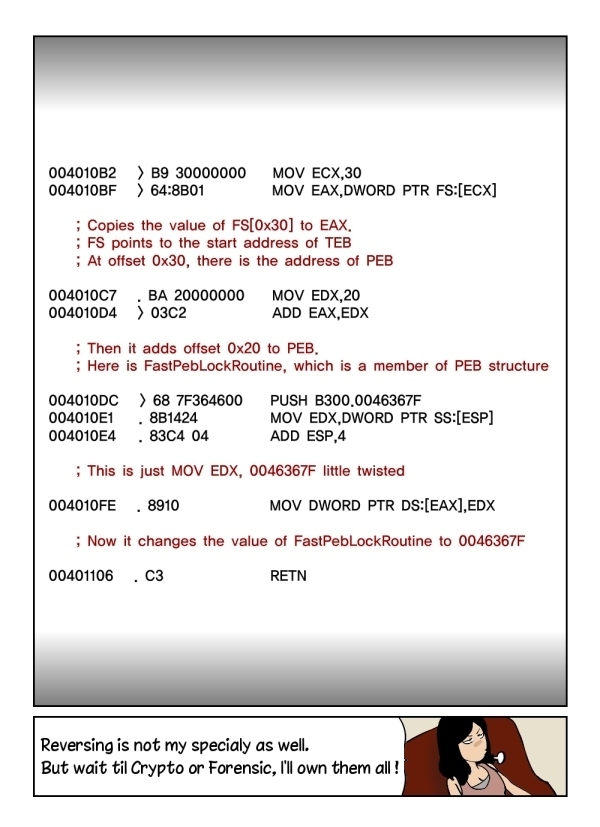 004010B2 > B9 30000000 MOV ECX,30
004010BF > 64:8B01 MOV EAX,DWORD PTR FS:[ECX]
; Copies the value of FS[0x30] to EAX.
; FS points to the start address of TEB
; At offset 0x30, there is the address of PEB
004010C7 . BA 20000000 MOV EDX,20
004010D4 > 03C2 ADD EAX,EDX
; Then it adds offset 0x20 to PEB.
; Here is FastPebLockRoutine, which is a member of PEB structure
004010DC > 68 7F364600 PUSH B300.0046367F
004010E1 . 8B1424 MOV EDX,DWORD PTR SS:[ESP]
004010E4 . 83C4 04 ADD ESP,4
; This is just MOV EDX, 0046367F little twisted
004010FE . 8910 MOV DWORD PTR DS:[EAX],EDX
; Now it changes the value of FastPebLockRoutine to 0046367F
00401106 . C3 RETN
Reversing is not my specialy as well.
But wait til Crypto or Forensic, I'll own them all !